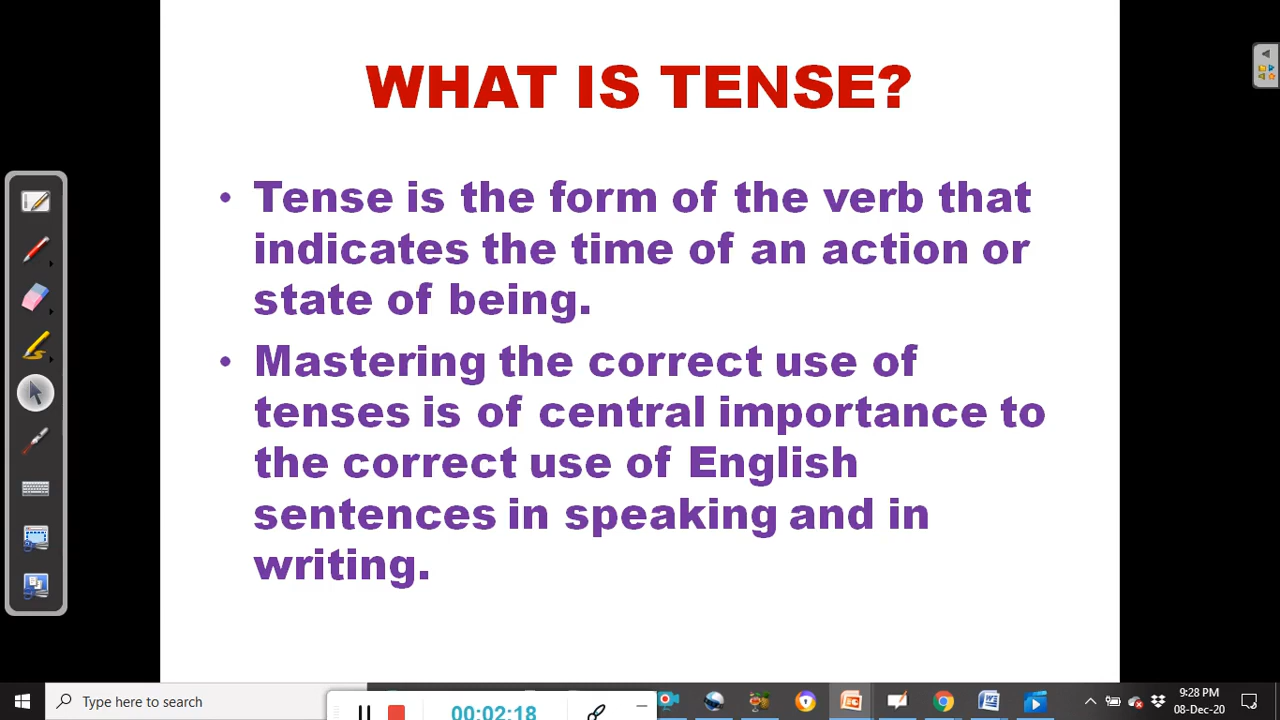 WHAT IS TENSE?
• Tense is the form of the verb that
indicates the time of an action or
state of being.
• Mastering the correct use of
tenses is of central importance to
the correct use of English
sentences in speaking and in
writing.
Type here to search
00:02:18
9:28 PM
08-Dec-20